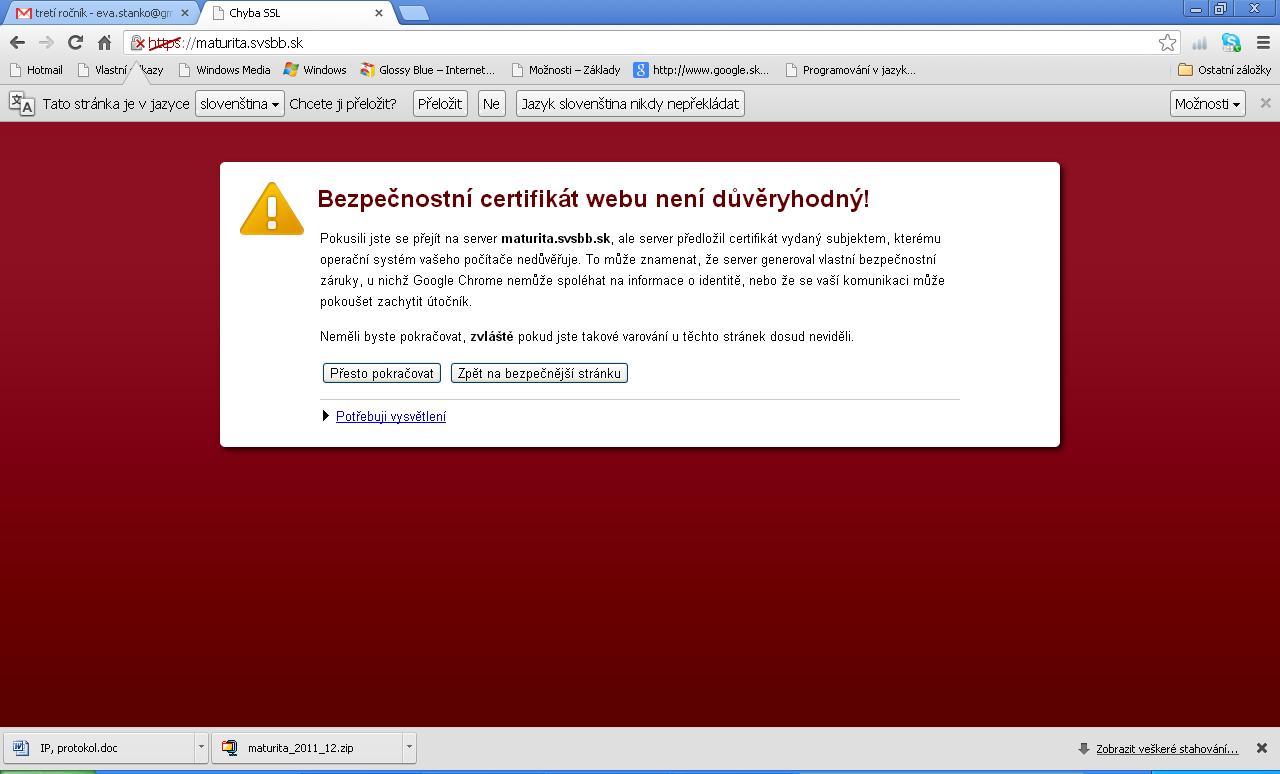 tretí ročník - eva.stanko@gm
Chyba SSL
https://maturita.svsbb.sk
Hotmail
Vlastní
kazy
Windows Media
Windows
Glossy Blue – Internet...
Možnosti – Základy
http://www.google.sk...
Programování v jazyk...
Ostatní záložky
Tato stránka je v jazyce
slovenština
Chcete ji přeložit?
Přeložit
Ne
Jazyk slovenština nikdy nepřekládat
Možnosti
Bezpečnostní certifikát webu není důvěryhodný!
Pokusili jste se přejít na server maturita.svsbb.sk, ale server předložil certifikát vydaný subjektem, kterému
operační systém vašeho počítače nedůvěřuje. To může znamenat, že server generoval vlastní bezpečnostní
záruky, u nichž Google Chrome nemůže spoléhat na informace o identitě, nebo že se vaší komunikaci může
pokoušet zachytit útočník.
Neměli byste pokračovat, zvláště pokud jste takové varování u těchto stránek dosud neviděli.
Přesto pokračovat
Zpět na bezpečnější stránku
Potřebuji vysvětlení
IP, protokol.doc
maturita_2011_12.zip
Zobrazit veškeré stahování...